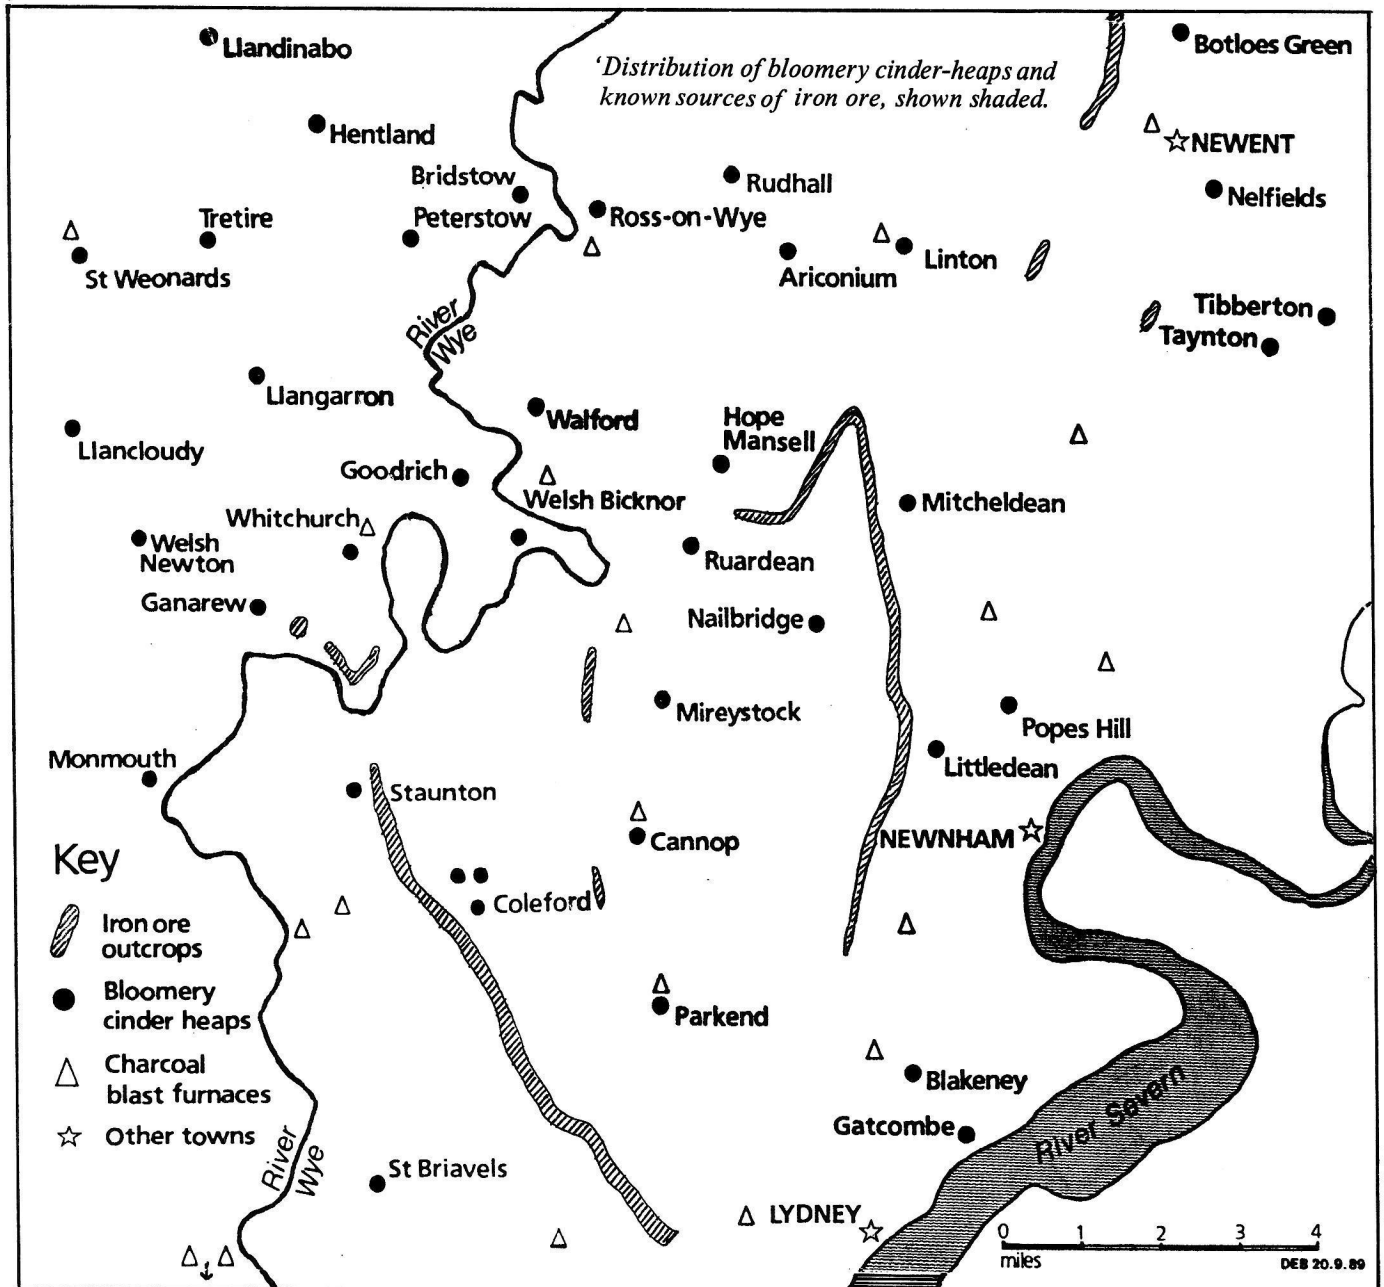 Llandinabo
'Distribution of bloomery cinder-heaps and
known sources of iron ore, shown shaded.
Botloes Green
Hentland
NEWENT
Bridstow
Rudhall
Nelfields
Tretire
Peterstow
Ross-on-Wye
St Weonards
Ariconium
Linton
River
Wye
Tibberton
Taynton
Llangarron
Walford
Hope
Mansell
Llancloudy
Goodrich
Welsh Bicknor
Mitcheldean
Whitchurch
Welsh
Newton
Ruardean
Ganarew
Nailbridge
Mireystock
Popes Hill
Monmouth
Littledean
Staunton
Cannop
NEWNHAM
Coleford
Key
Iron ore
outcrops
Bloomery
cinder heaps
Charcoal
blast furnaces
Other towns
Parkend
Blakeney
Gatcombe
River Severn
River
Wye
St Briavels
LYDNEY
0 1 2 3 4
miles
DEB 20.9.89